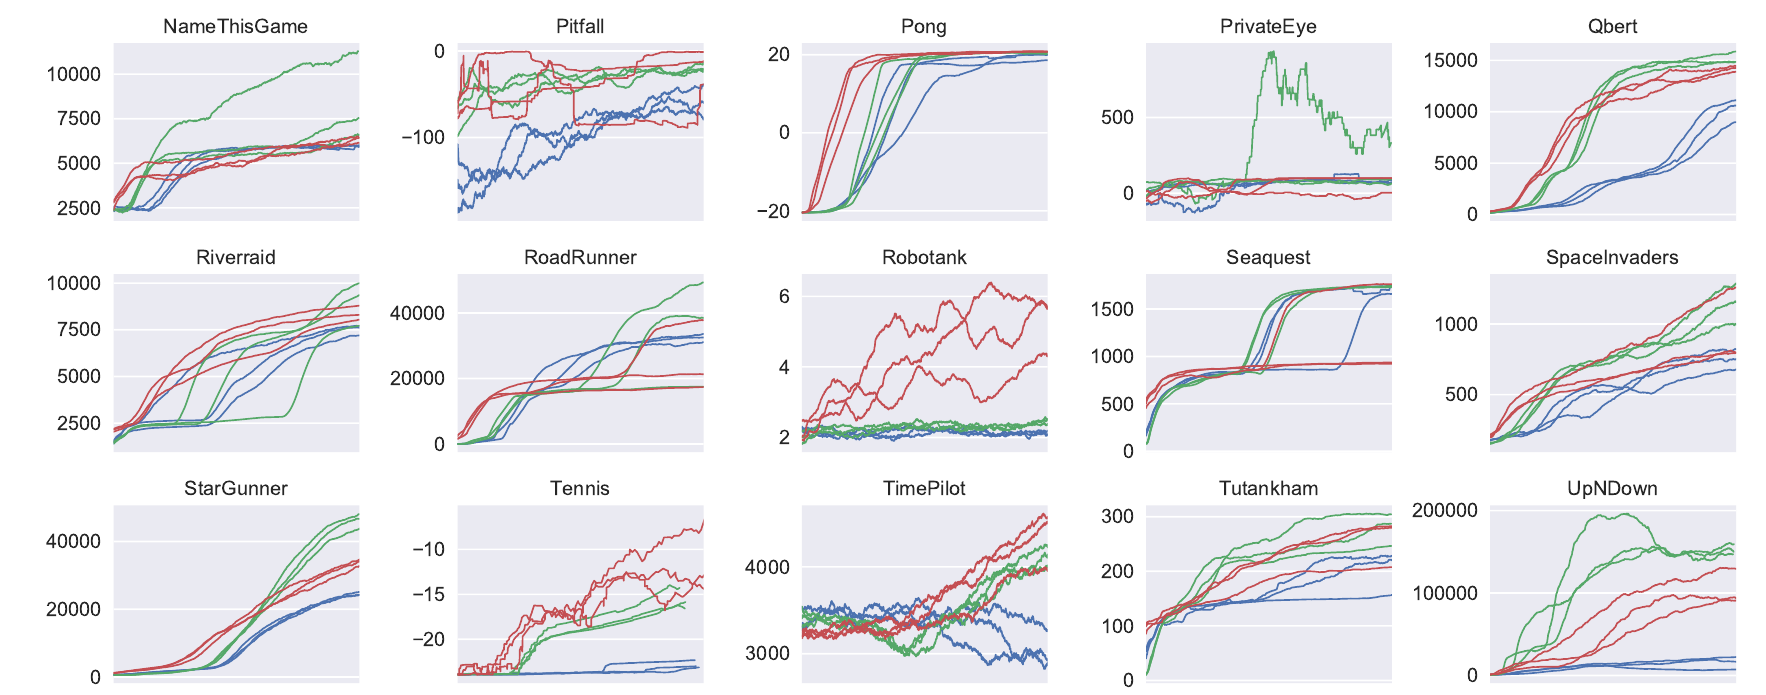 NameThisGame Pitfall Pong PrivateEye Qbert
10000 7500 5000 2500
0 −100
20 0 −20
500 0
15000 10000 5000 0
Riverraid RoadRunner Robotank Seaquest SpaceInvaders
10000 7500 5000 2500
40000 20000 0
6 4 2
1500 1000 500 0
1000 500
StarGunner Tennis TimePilot Tutankham UpNDown
40000 20000 0
−10 −15 −20
4000 3000
300 200 100 0
200000 100000 0